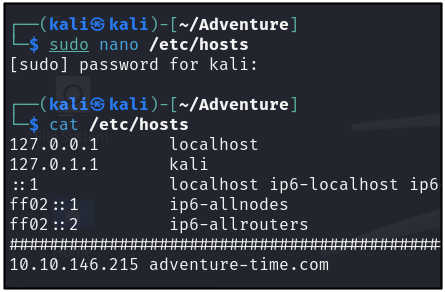 ┌──(kali㉿kali)-[~/Adventure]
└─$ sudo nano /etc/hosts
[sudo] password for kali:
┌──(kali㉿kali)-[~/Adventure]
└─$ cat /etc/hosts
127.0.0.1       localhost
127.0.1.1       kali
::1             localhost ip6-localhost ip6
ff02::1         ip6-allnodes
ff02::2         ip6-allrouters
###########################################
10.10.146.215 adventure-time.com